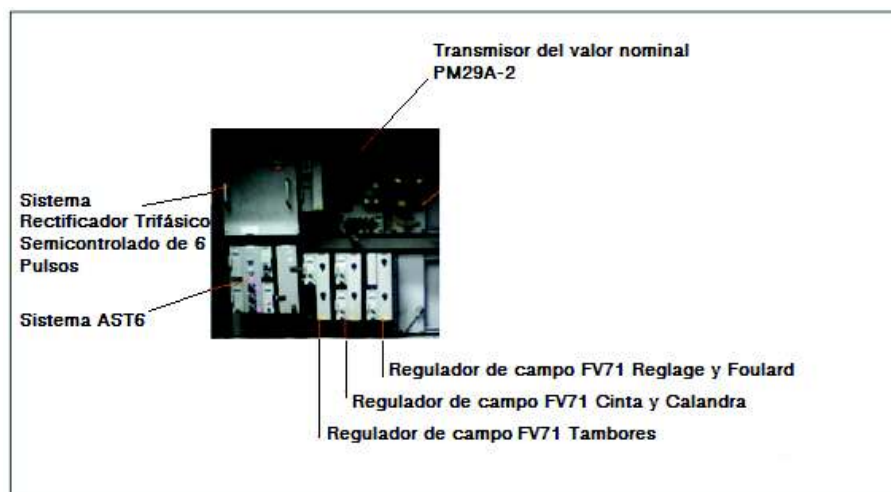 Transmisor del valor nominal
PM29A-2
Sistema
Rectificador Trifásico
Semicontrolado de 6
Pulsos
Sistema AST6
Regulador de campo FV71 Reglage y Foulard
Regulador de campo FV71 Cinta y Calandra
Regulador de campo FV71 Tambores